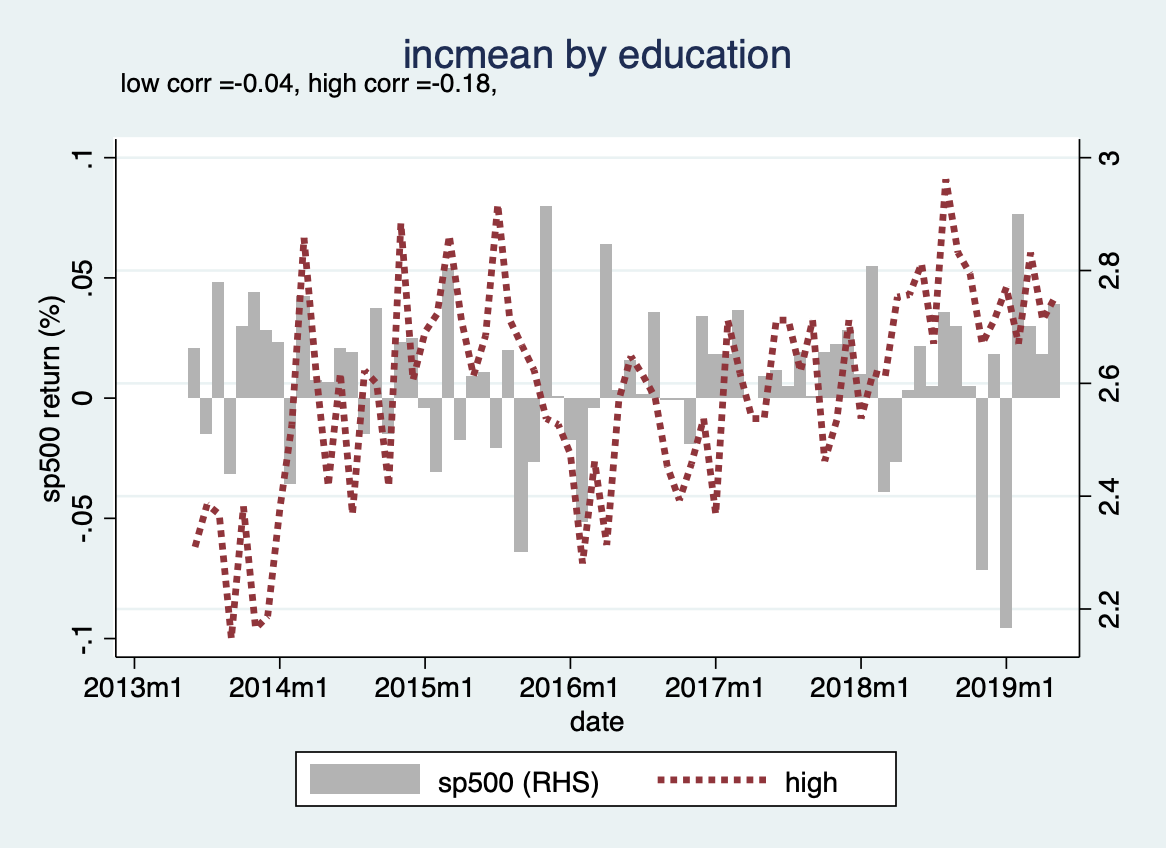 incmean by education
low corr =-0.04, high corr =-0.18,
sp500 return (%)
.1
.05
0
-.05
-.1
3
2.8
2.6
2.4
2.2
2013m1 2014m1 2015m1 2016m1 2017m1 2018m1 2019m1
date
sp500 (RHS) high